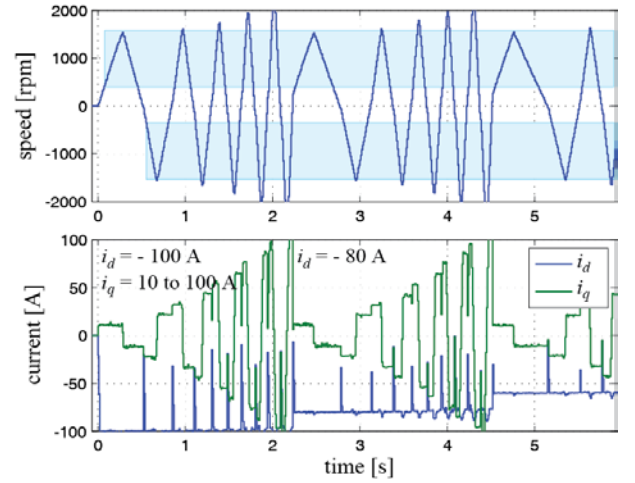 2000
1000
0
-1000
-2000
speed [rpm]
0 1 2 3 4 5
100
50
0
-50
-100
current [A]
i_d = - 100 A
i_q = 10 to 100 A
i_d = - 80 A
i_d
i_q
0 1 2 3 4 5
time [s]